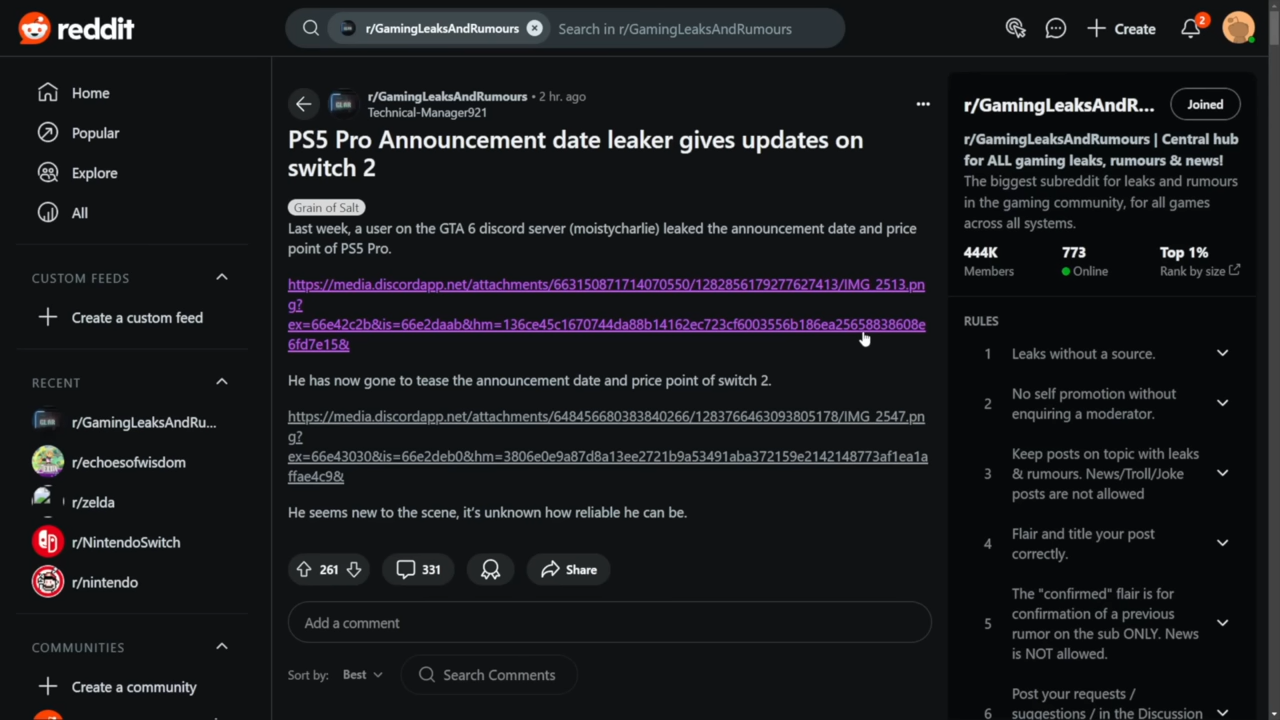 reddit
r/GamingLeaksAndRumours
Search in r/GamingLeaksAndRumours
Create
2
Home
Popular
Explore
All
CUSTOM FEEDS
Create a custom feed
RECENT
r/GamingLeaksAndRu...
r/echoesofwisdom
r/zelda
r/NintendoSwitch
r/nintendo
COMMUNITIES
Create a community
r/GamingLeaksAndRumours • 2 hr. ago
Technical-Manager921
PS5 Pro Announcement date leaker gives updates on
switch 2
Grain of Salt
Last week, a user on the GTA 6 discord server (moistycharlie) leaked the announcement date and price
point of PS5 Pro.
https://media.discordapp.net/attachments/663150871714070550/1282856179277627413/IMG_2513.pn
g?
ex=66e42c2b&is=66e2daab&hm=136ce45c1670744da88b14162ec723cf6003556b186ea25658838608e
6fd7e15&
He has now gone to tease the announcement date and price point of switch 2.
https://media.discordapp.net/attachments/648456680383840266/1283766463093805178/IMG_2547.pn
g?
ex=66e43030&is=66e2deb0&hm=3806e0e9a87d8a13ee2721b9a53491aba372159e2142148773af1ea1a
ffae4c9&
He seems new to the scene, it's unknown how reliable he can be.
261
331
Share
Add a comment
Sort by: Best
Search Comments
r/GamingLeaksAndR...
Joined
r/GamingLeaksAndRumours | Central hub
for ALL gaming leaks, rumours & news!
The biggest subreddit for leaks and rumours
in the gaming community, for all games
across all systems.
444K 773 Top 1%
Members Online Rank by size
RULES
1 Leaks without a source.
No self promotion without
2 enquiring a moderator.
Keep posts on topic with leaks
3 & rumours. News/Troll/Joke
posts are not allowed
Flair and title your post
4 correctly.
The "confirmed" flair is for
confirmation of a previous
5 rumor on the sub ONLY. News
is NOT allowed.
Post your requests /
6 suggestions / in the Discussion